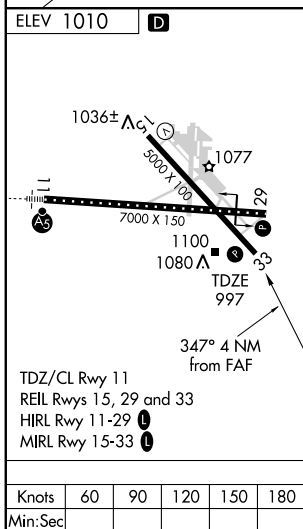 ELEV 1010 D
1036±
15
V
5000 X 100
1077
11
A5
7000 X 150
29
P
1100
1080
P
33
TDZE
997
347° 4 NM
from FAF
TDZ/CL Rwy 11
REIL Rwys 15, 29 and 33
HIRL Rwy 11-29 L
MIRL Rwy 15-33 L
Knots 60 90 120 150 180
Min:Sec